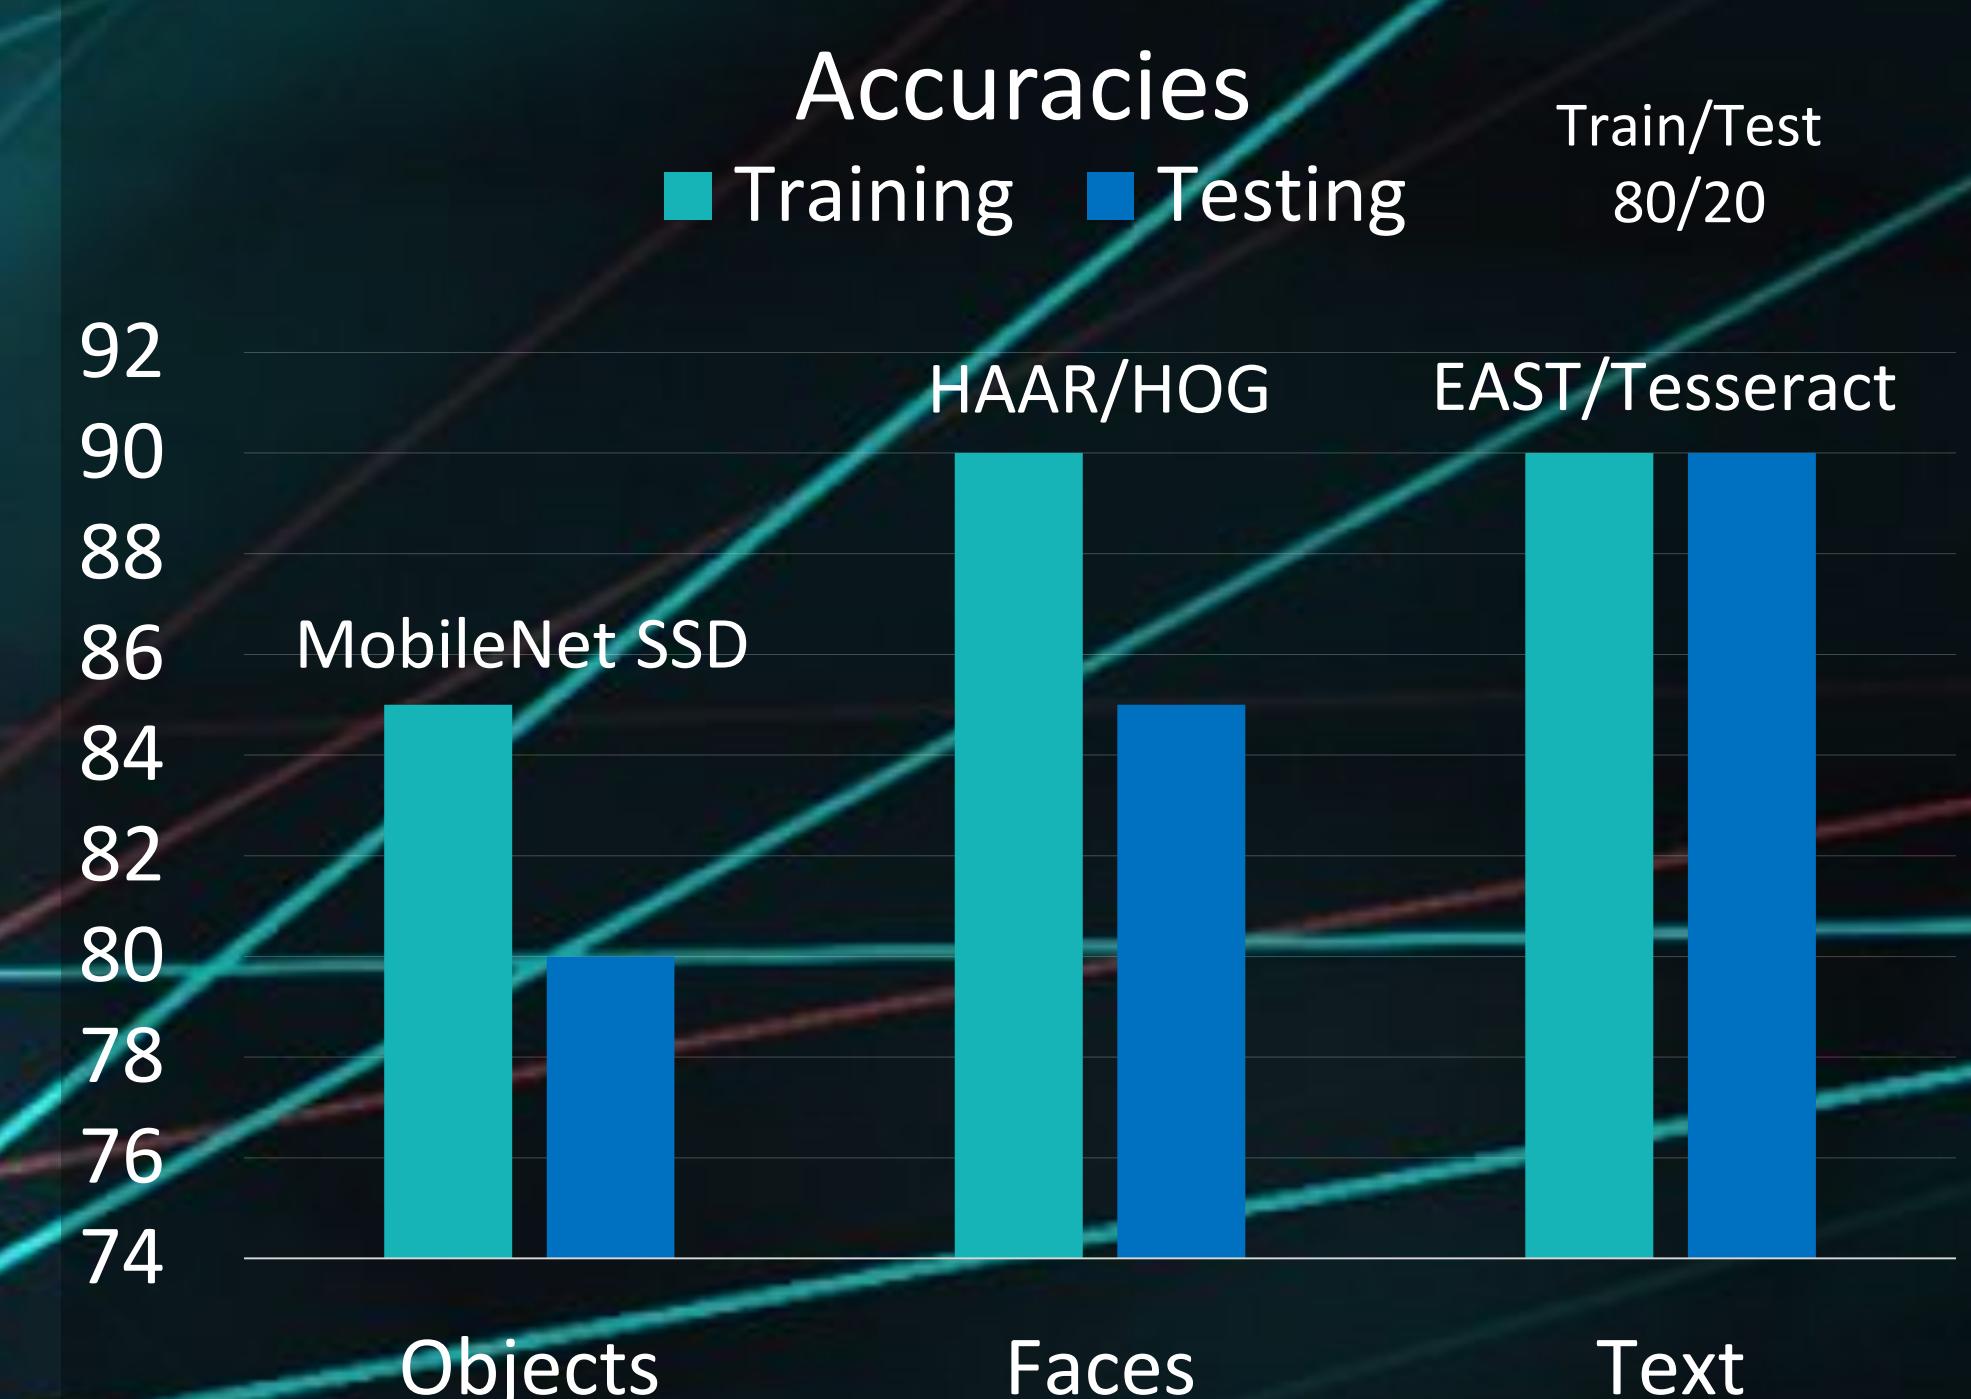 Accuracies
Training Testing
Train/Test
80/20
92
90
88
86
84
82
80
78
76
74
MobileNet SSD
HAAR/HOG
EAST/Tesseract
Objects
Faces
Text